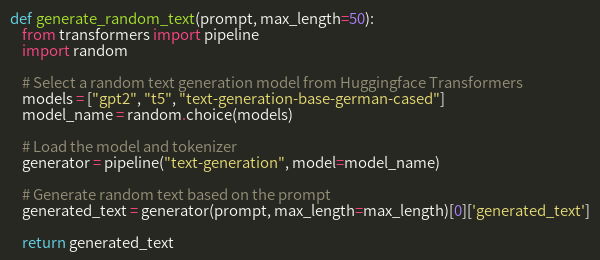 def generate_random_text(prompt, max_length=50):
    from transformers import pipeline
    import random

    # Select a random text generation model from Huggingface Transformers
    models = ["gpt2", "t5", "text-generation-base-german-cased"]
    model_name = random.choice(models)

    # Load the model and tokenizer
    generator = pipeline("text-generation", model=model_name)

    # Generate random text based on the prompt
    generated_text = generator(prompt, max_length=max_length)[0]['generated_text']

    return generated_text